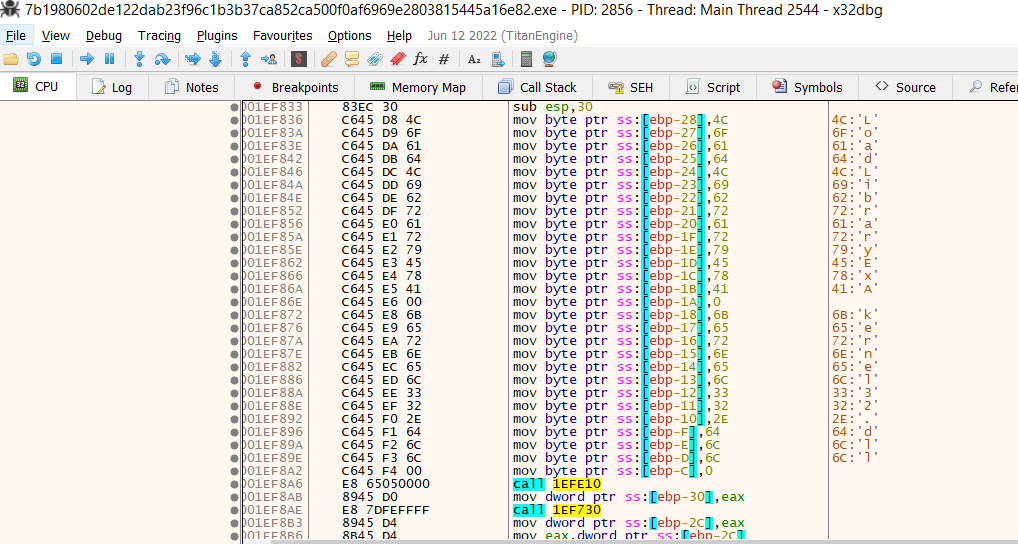 7b1980602de122dab23f96c1b3b37ca852ca500f0af6969e2803815445a16e82.exe - PID: 2856 - Thread: Main Thread 2544 - x32dbg
File View Debug Tracing Plugins Favourites Options Help Jun 12 2022 (TitanEngine)
CPU Log Notes Breakpoints Memory Map Call Stack SEH Script Symbols Source Refer
001EF833 83EC 30 sub esp,30
001EF836 C645 D8 4C mov byte ptr ss:[ebp-28],4C 4C:'L'
001EF83A C645 D9 6F mov byte ptr ss:[ebp-27],6F 6F:'o'
001EF83E C645 DA 61 mov byte ptr ss:[ebp-26],61 61:'a'
001EF842 C645 DB 64 mov byte ptr ss:[ebp-25],64 64:'d'
001EF846 C645 DC 4C mov byte ptr ss:[ebp-24],4C 4C:'L'
001EF84A C645 DD 69 mov byte ptr ss:[ebp-23],69 69:'i'
001EF84E C645 DE 62 mov byte ptr ss:[ebp-22],62 62:'b'
001EF852 C645 DF 72 mov byte ptr ss:[ebp-21],72 72:'r'
001EF856 C645 E0 61 mov byte ptr ss:[ebp-20],61 61:'a'
001EF85A C645 E1 72 mov byte ptr ss:[ebp-1F],72 72:'r'
001EF85E C645 E2 79 mov byte ptr ss:[ebp-1E],79 79:'y'
001EF862 C645 E3 45 mov byte ptr ss:[ebp-1D],45 45:'E'
001EF866 C645 E4 78 mov byte ptr ss:[ebp-1C],78 78:'x'
001EF86A C645 E5 41 mov byte ptr ss:[ebp-1B],41 41:'A'
001EF86E C645 E6 00 mov byte ptr ss:[ebp-1A],0
001EF872 C645 E8 6B mov byte ptr ss:[ebp-18],6B 6B:'k'
001EF876 C645 E9 65 mov byte ptr ss:[ebp-17],65 65:'e'
001EF87A C645 EA 72 mov byte ptr ss:[ebp-16],72 72:'r'
001EF87E C645 EB 6E mov byte ptr ss:[ebp-15],6E 6E:'n'
001EF882 C645 EC 65 mov byte ptr ss:[ebp-14],65 65:'e'
001EF886 C645 ED 6C mov byte ptr ss:[ebp-13],6C 6C:'l'
001EF88A C645 EE 33 mov byte ptr ss:[ebp-12],33 33:'3'
001EF88E C645 EF 32 mov byte ptr ss:[ebp-11],32 32:'2'
001EF892 C645 F0 2E mov byte ptr ss:[ebp-10],2E 2E:'.'
001EF896 C645 F1 64 mov byte ptr ss:[ebp-F],64 64:'d'
001EF89A C645 F2 6C mov byte ptr ss:[ebp-E],6C 6C:'l'
001EF89E C645 F3 6C mov byte ptr ss:[ebp-D],6C 6C:'l'
001EF8A2 C645 F4 00 mov byte ptr ss:[ebp-C],0
001EF8A6 E8 65050000 call 1EFE10
001EF8AB 8945 D0 mov dword ptr ss:[ebp-30],eax
001EF8AE E8 7DFEFFFF call 1EF730
001EF8B3 8945 D4 mov dword ptr ss:[ebp-2C],eax
001EF8B6 8B45 D4 mov eax,dword ptr ss:[ebp-2C]